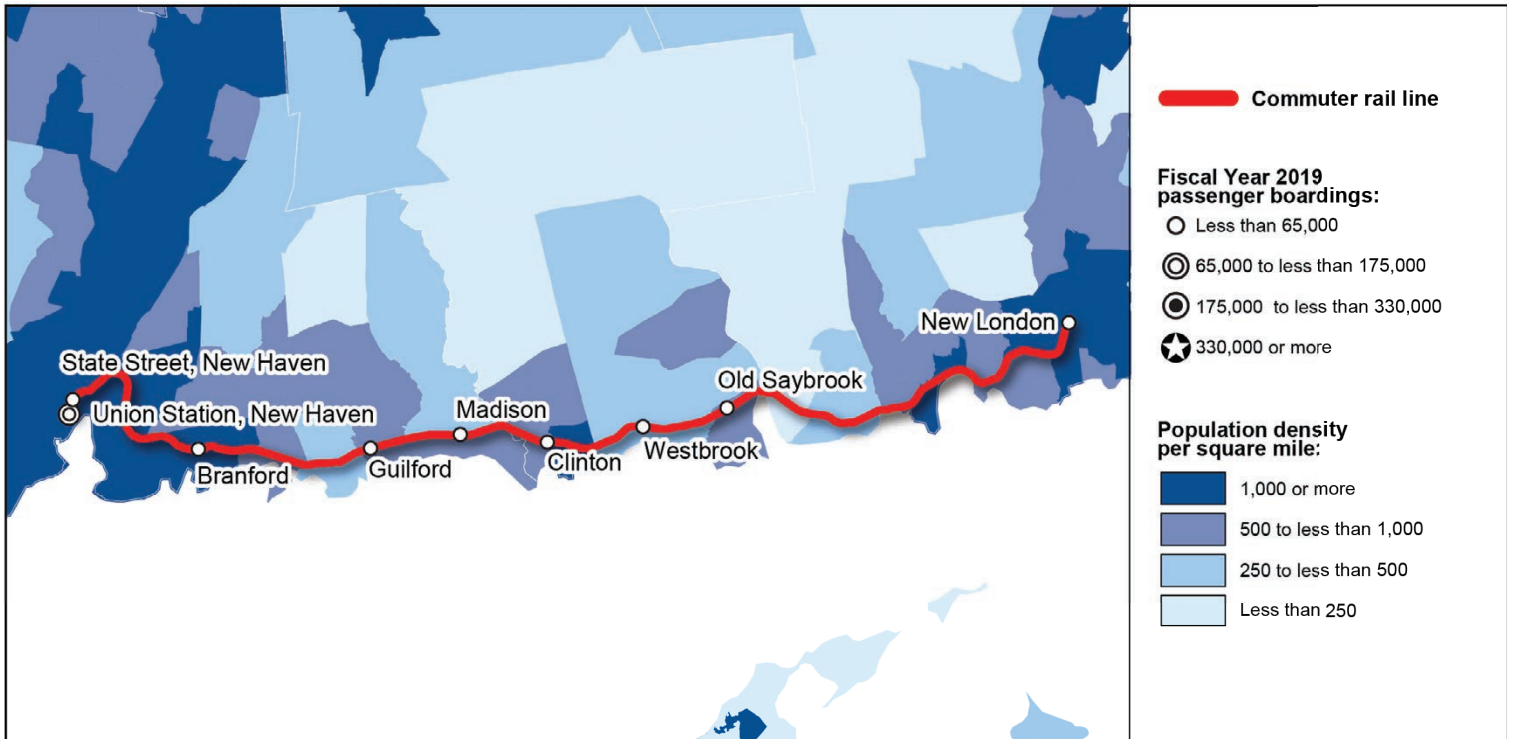 State Street, New Haven
Union Station, New Haven
Branford
Guilford
Madison
Clinton
Westbrook
Old Saybrook
New London
Commuter rail line
Fiscal Year 2019
passenger boardings:
Less than 65,000
65,000 to less than 175,000
175,000 to less than 330,000
330,000 or more
Population density
per square mile:
1,000 or more
500 to less than 1,000
250 to less than 500
Less than 250